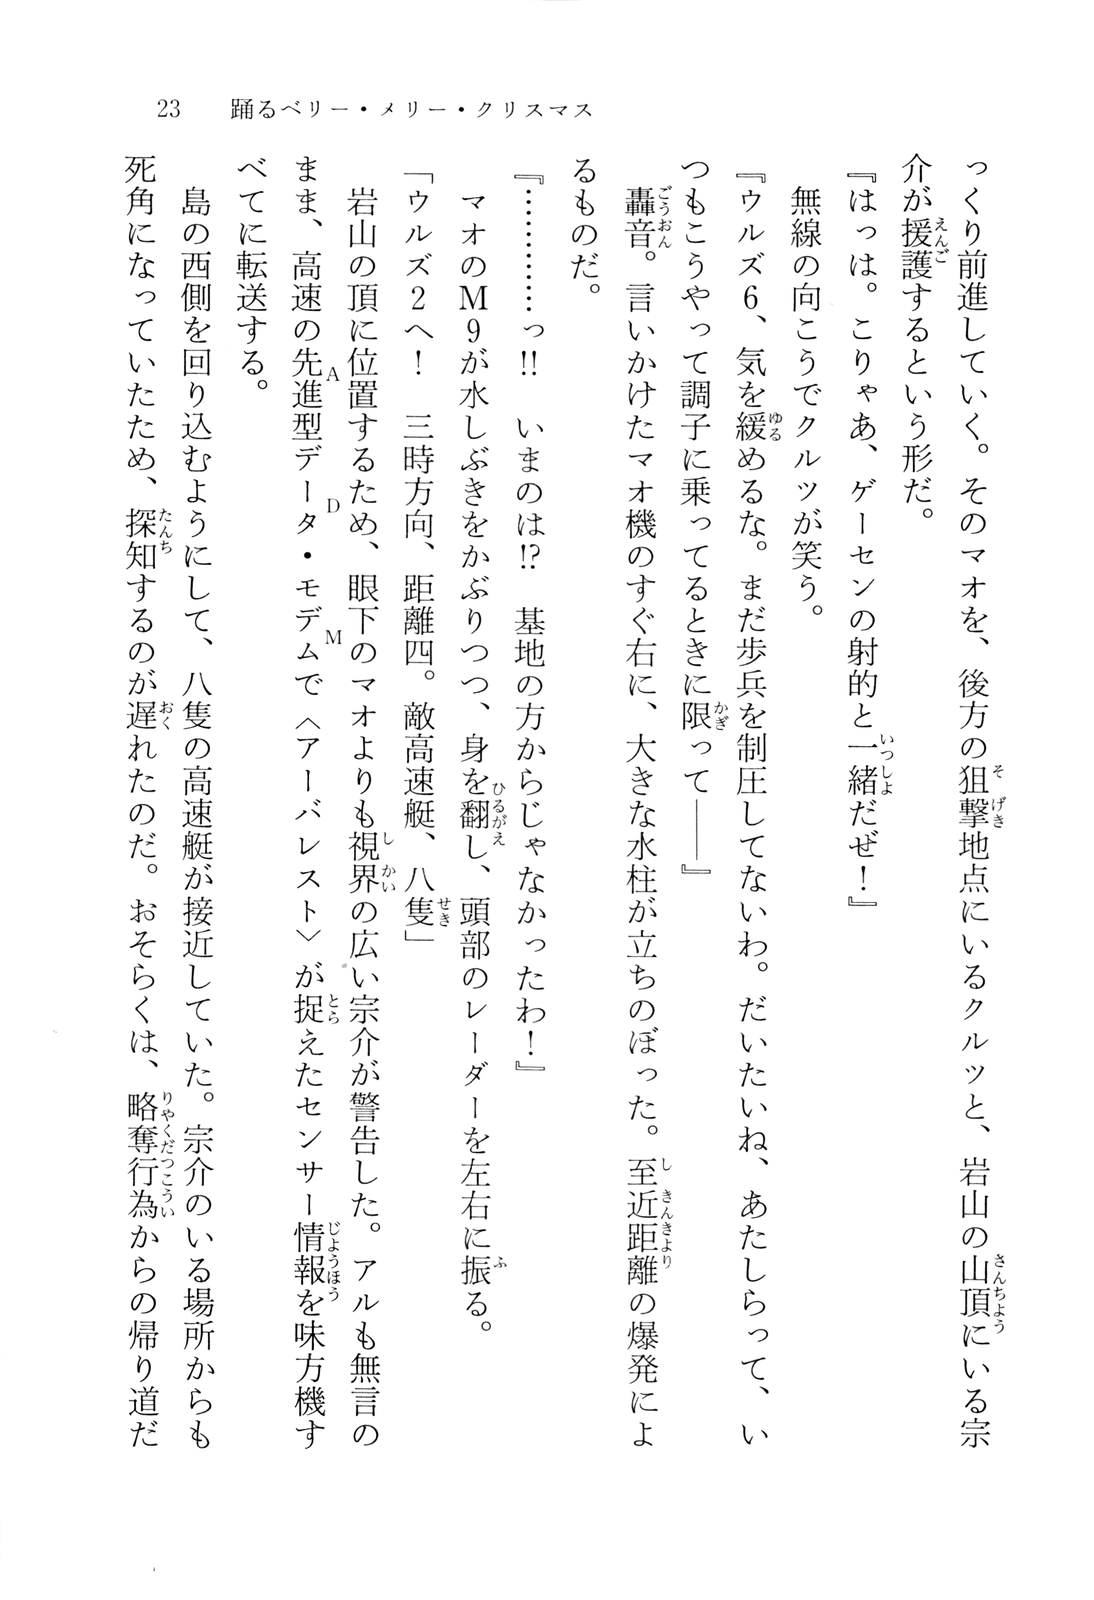 23　踊るベリー・メリー・クリスマス
っくり前進していく。そのマオを、後方の狙撃地点にいるクルツと、岩山の山頂にいる宗
介が援護するという形だ。
『はっは。こりゃあ、ゲーセンの射的と一緒だぜ！』
　無線の向こうでクルツが笑う。
『ウルズ６、気を緩めるな。まだ歩兵を制圧してないわ。だいたいね、あたしらって、い
つもこうやって調子に乗ってるときに限って――』
　轟音。言いかけたマオ機のすぐ右に、大きな水柱が立ちのぼった。至近距離の爆発によ
るものだ。
『…………っ!!　いまのは!?　基地の方からじゃなかったわ！』
　マオのＭ９が水しぶきをかぶりつつ、身を翻し、頭部のレーダーを左右に振る。
「ウルズ２へ！　三時方向、距離四。敵高速艇、八隻」
　岩山の頂に位置するため、眼下のマオよりも視界の広い宗介が警告した。アルも無言の
まま、高速の先進型データ・モデムで〈アーバレスト〉が捉えたセンサー情報を味方機す
べてに転送する。
　島の西側を回り込むようにして、八隻の高速艇が接近していた。宗介のいる場所からも
死角になっていたため、探知するのが遅れたのだ。おそらくは、略奪行為からの帰り道だ